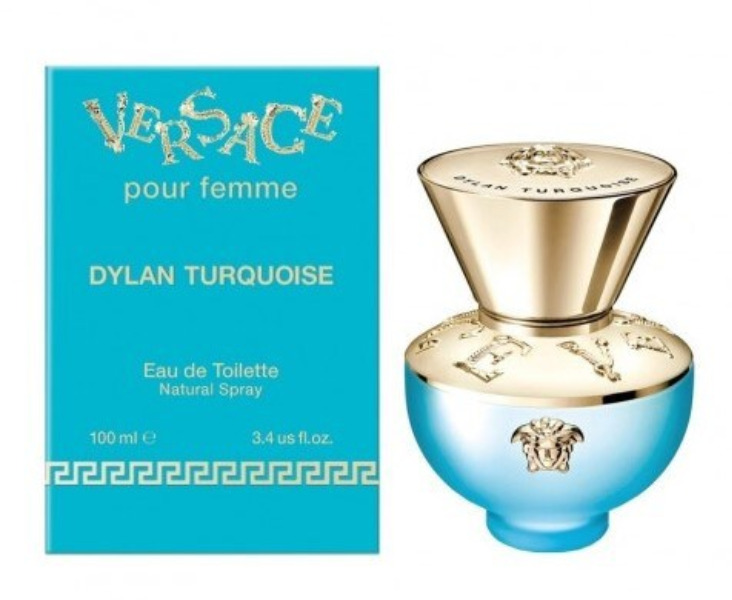 VERSACE
pour femme
DYLAN TURQUOISE
Eau de Toilette
Natural Spray
100 ml ℮ 3.4 us fl.oz.
DYLAN TURQUOISE